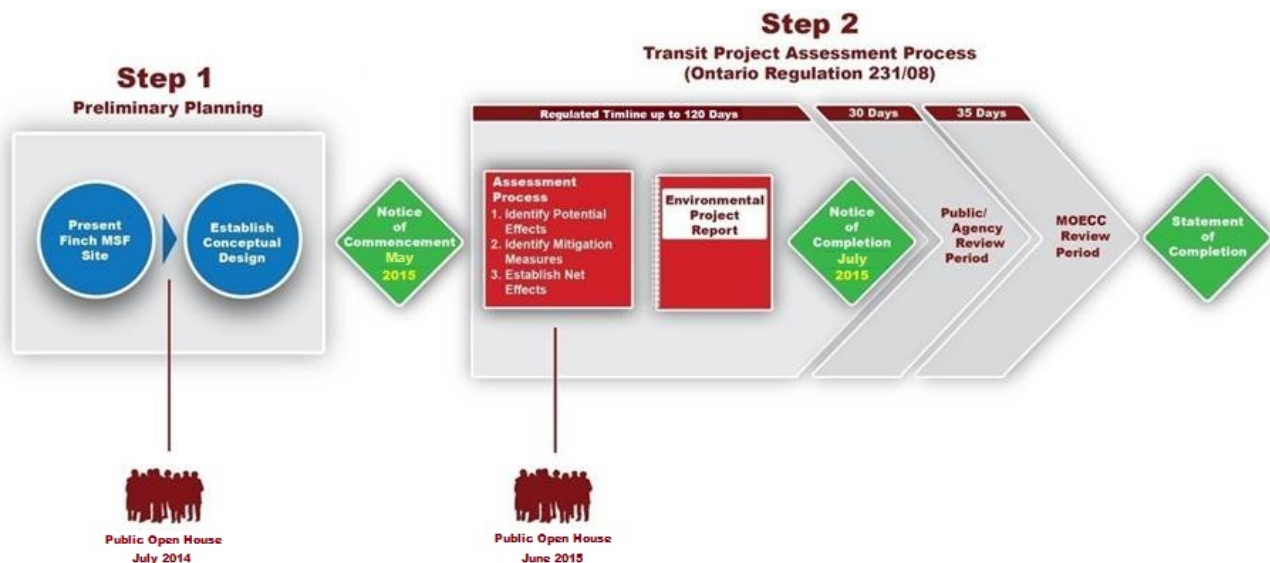 Step 1
Preliminary Planning
Present
Finch MSF
Site
Establish
Conceptual
Design
Public Open House
July 2014
Notice
of
Commencement
May
2015
Step 2
Transit Project Assessment Process
(Ontario Regulation 231/08)
Regulated Timline up to 120 Days
30 Days
35 Days
Assessment
Process
1. Identify Potential
Effects
2. Identify Mitigation
Measures
3. Establish Net
Effects
Public Open House
June 2015
Environmental
Project
Report
Notice
of
Completion
July
2015
Public/
Agency
Review
Period
MOECC
Review
Period
Statement
of
Completion